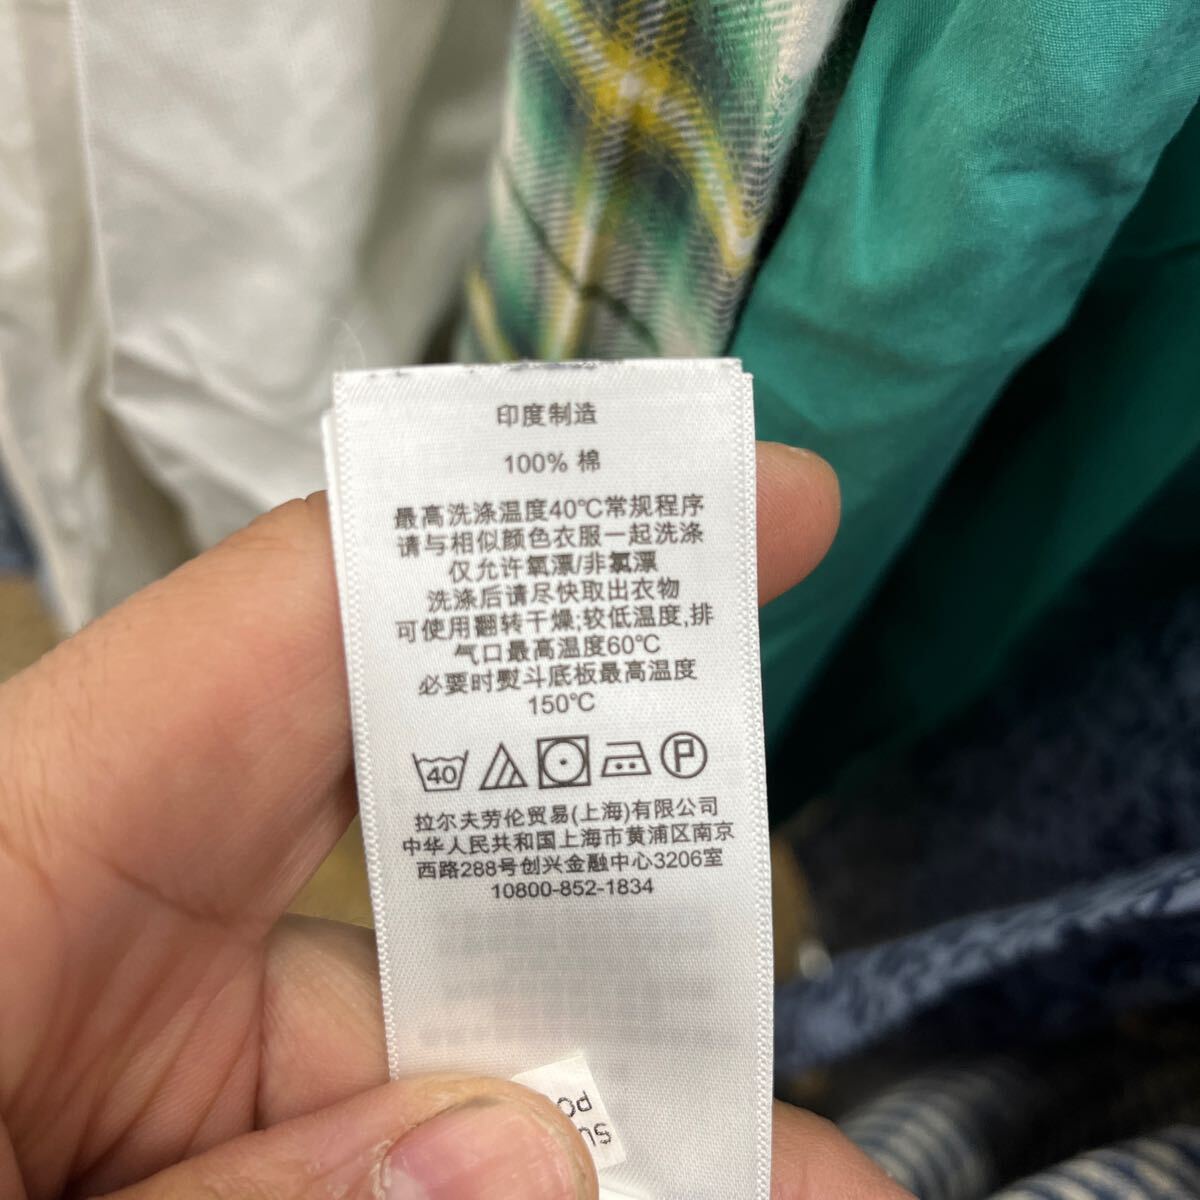 印度制造
100% 棉
最高洗涤温度40℃常规程序
请与相似颜色衣服一起洗涤
仅允许氧漂/非氯漂
洗涤后请尽快取出衣物
可使用翻转干燥;较低温度,排
气口最高温度60℃
必要时熨斗底板最高温度
150℃
40
P
拉尔夫劳伦贸易(上海)有限公司
中华人民共和国上海市黄浦区南京
西路288号创兴金融中心3206室
10800-852-1834
SU
PO